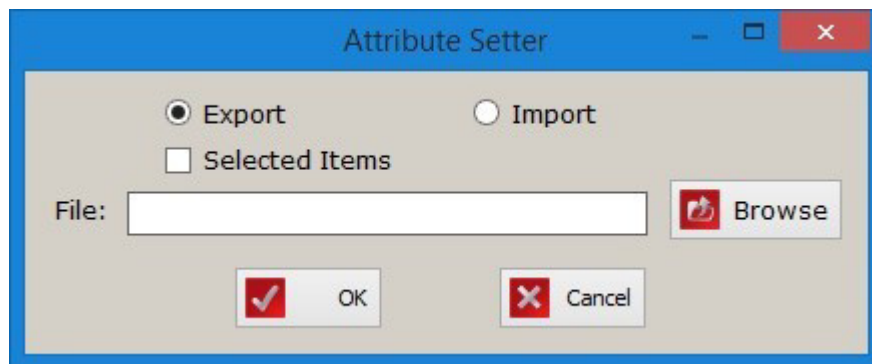 Attribute Setter
Export Import
Selected Items
File: Browse
OK Cancel